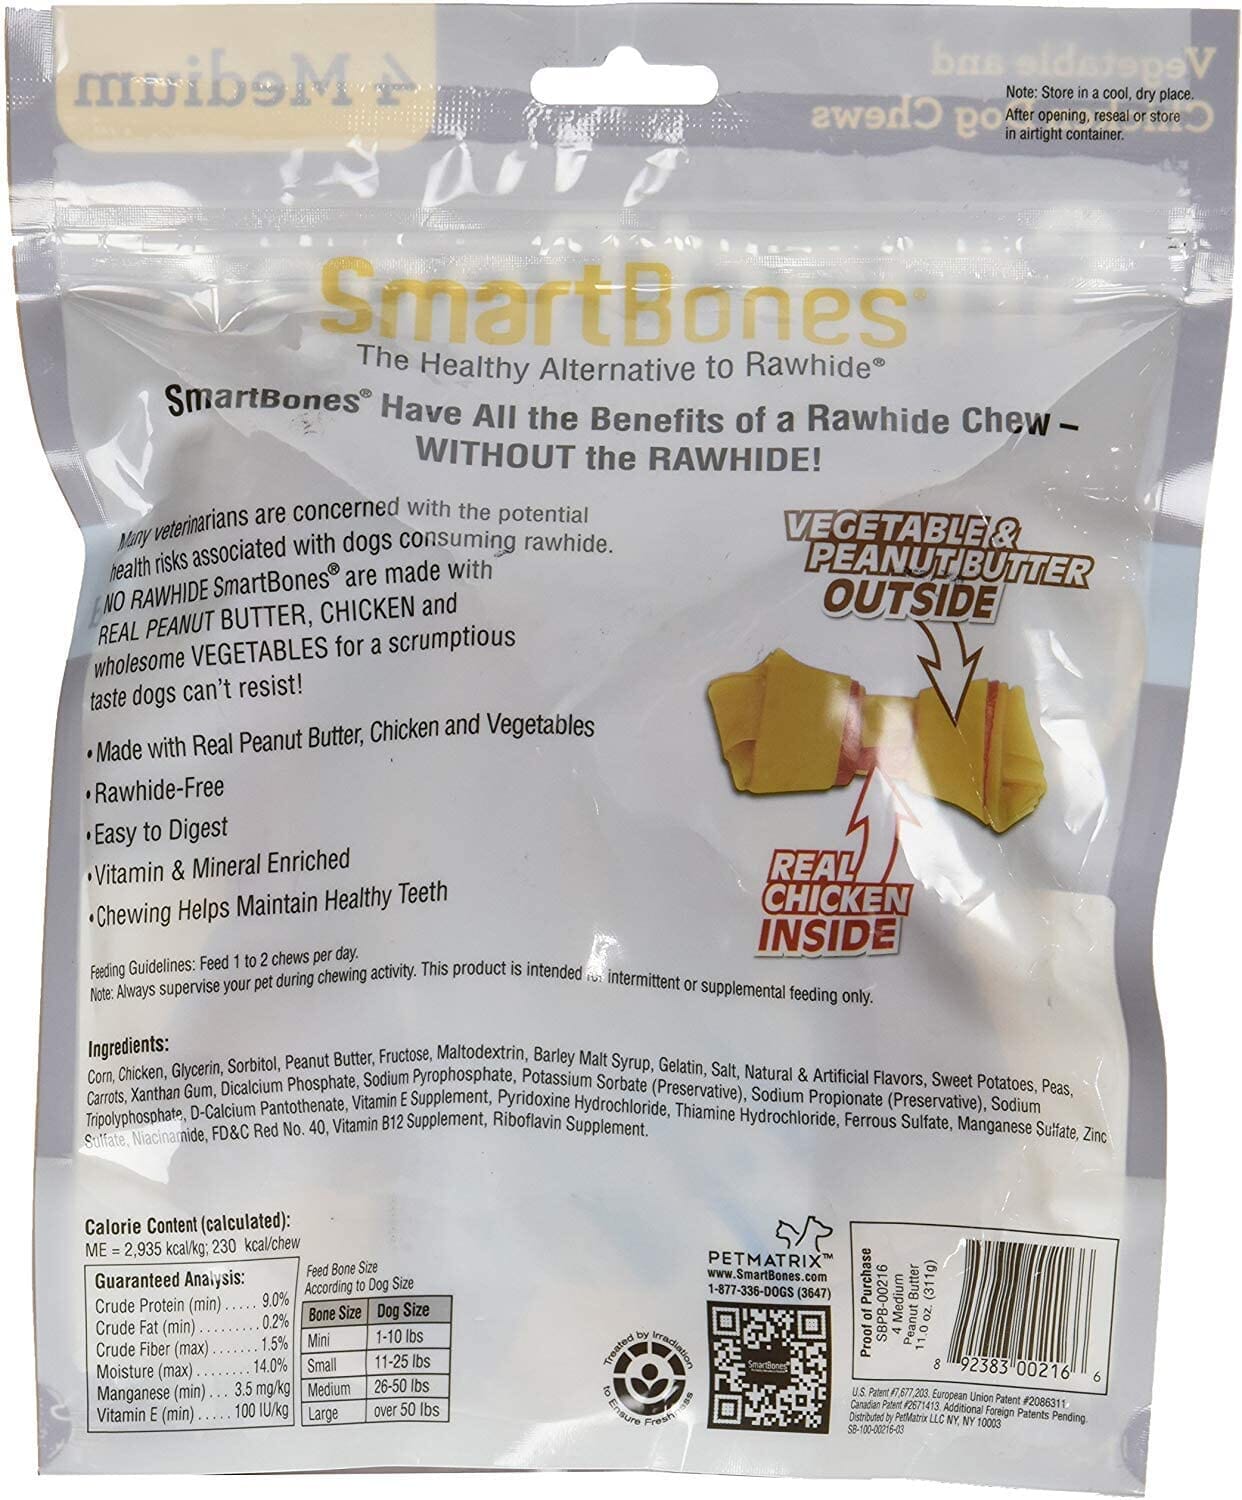 4 Medium
Vegetable and
Chicken Dog Chews
Note: Store in a cool, dry place.
After opening, reseal or store
in airtight container.
SmartBones®
The Healthy Alternative to Rawhide®
SmartBones® Have All the Benefits of a Rawhide Chew –
WITHOUT the RAWHIDE!
Many veterinarians are concerned with the potential
health risks associated with dogs consuming rawhide.
NO RAWHIDE SmartBones® are made with
REAL PEANUT BUTTER, CHICKEN and
wholesome VEGETABLES for a scrumptious
taste dogs can't resist!
• Made with Real Peanut Butter, Chicken and Vegetables
• Rawhide-Free
• Easy to Digest
• Vitamin & Mineral Enriched
• Chewing Helps Maintain Healthy Teeth
VEGETABLE &
PEANUT BUTTER
OUTSIDE
REAL
CHICKEN
INSIDE
Feeding Guidelines: Feed 1 to 2 chews per day.
Note: Always supervise your pet during chewing activity. This product is intended for intermittent or supplemental feeding only.
Ingredients:
Corn, Chicken, Glycerin, Sorbitol, Peanut Butter, Fructose, Maltodextrin, Barley Malt Syrup, Gelatin, Salt, Natural & Artificial Flavors, Sweet Potatoes, Peas,
Carrots, Xanthan Gum, Dicalcium Phosphate, Sodium Pyrophosphate, Potassium Sorbate (Preservative), Sodium Propionate (Preservative), Sodium
Tripolyphosphate, D-Calcium Pantothenate, Vitamin E Supplement, Pyridoxine Hydrochloride, Thiamine Hydrochloride, Ferrous Sulfate, Manganese Sulfate, Zinc
Sulfate, Niacinamide, FD&C Red No. 40, Vitamin B12 Supplement, Riboflavin Supplement.
Calorie Content (calculated):
ME = 2,935 kcal/kg; 230 kcal/chew
Guaranteed Analysis:
Crude Protein (min) ..... 9.0%
Crude Fat (min) ......... 0.2%
Crude Fiber (max) ....... 1.5%
Moisture (max) ......... 14.0%
Manganese (min) ... 3.5 mg/kg
Vitamin E (min) ..... 100 IU/kg
Feed Bone Size
According to Dog Size
Bone Size Dog Size
Mini 1-10 lbs
Small 11-25 lbs
Medium 26-50 lbs
Large over 50 lbs
Treated by Irradiation
to Ensure Freshness
PETMATRIX™
www.SmartBones.com
1-877-336-DOGS (3647)
SmartBones®
Proof of Purchase
SBPB-00216
4 Medium
Peanut Butter
11.0 oz. (311g)
8 92383 00216 6
U.S. Patent #7,677,203. European Union Patent #2086311
Canadian Patent #2671413. Additional Foreign Patents Pending.
Distributed by PetMatrix LLC NY, NY 10003
SB-100-00216-03